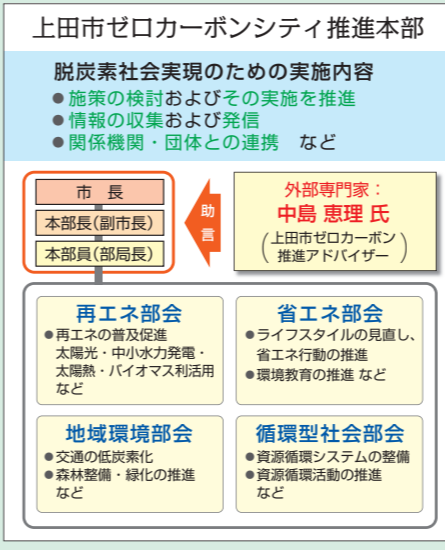 上田市ゼロカーボンシティ推進本部
脱炭素社会実現のための実施内容
●施策の検討およびその実施を推進
●情報の収集および発信
●関係機関・団体との連携　など
市　長
本部長(副市長)
本部員(部局長)
助言
外部専門家：
中島 恵理 氏
(上田市ゼロカーボン
推進アドバイザー)
再エネ部会
●再エネの普及促進
太陽光・中小水力発電・
太陽熱・バイオマス利活用
など
省エネ部会
●ライフスタイルの見直し、
省エネ行動の推進
●環境教育の推進 など
地域環境部会
●交通の低炭素化
●森林整備・緑化の推進
など
循環型社会部会
●資源循環システムの整備
●資源循環活動の推進
など